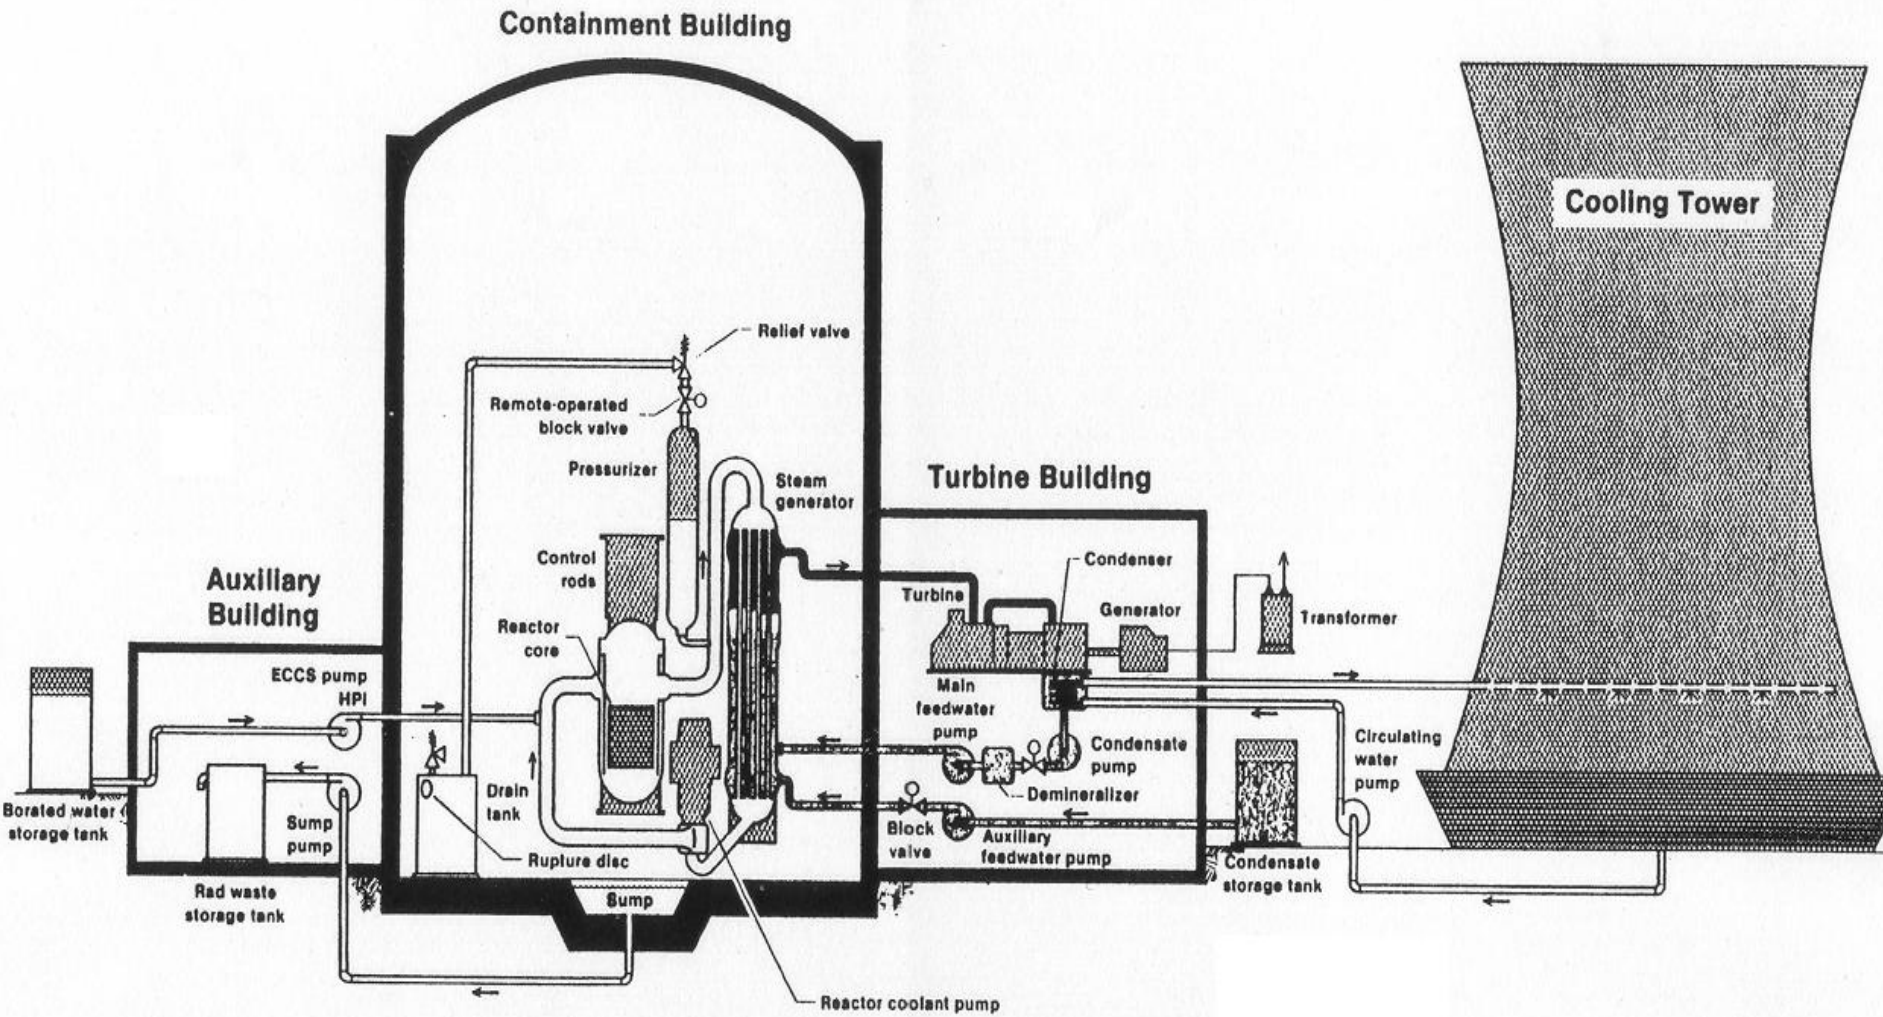 Containment Building
Cooling Tower
Relief valve
Remote-operated
block valve
Pressurizer
Steam
generator
Turbine Building
Control
rods
Condenser
Auxillary
Building
Turbine
Generator
Transformer
Reactor
core
ECCS pump
HPI
Main
feedwater
pump
Condensate
pump
Circulating
water
pump
Borated water
storage tank
Sump
pump
Drain
tank
Demineralizer
Block
valve
Auxiliary
feedwater pump
Rupture disc
Condensate
storage tank
Rad waste
storage tank
Sump
Reactor coolant pump